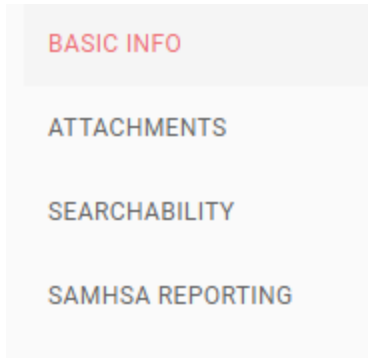 BASIC INFO
ATTACHMENTS
SEARCHABILITY
SAMHSA REPORTING